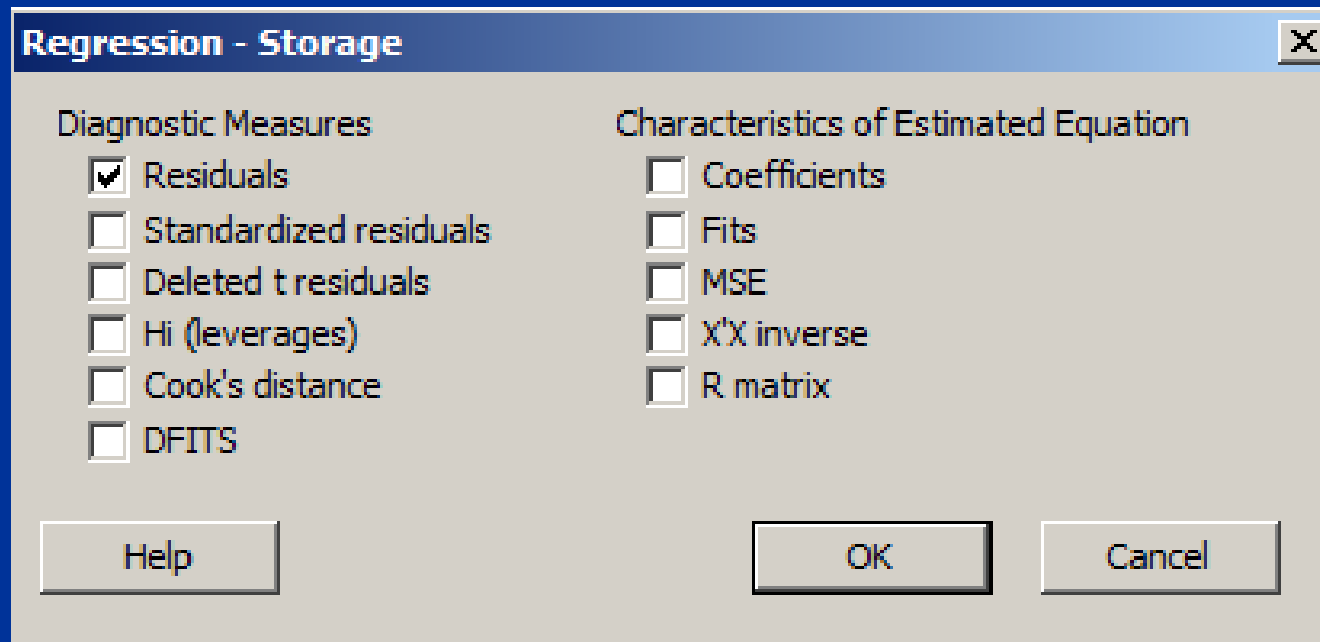 Regression - Storage
Diagnostic Measures
Residuals
Standardized residuals
Deleted t residuals
Hi (leverages)
Cook's distance
DFITS
Characteristics of Estimated Equation
Coefficients
Fits
MSE
X'X inverse
R matrix
Help
OK
Cancel